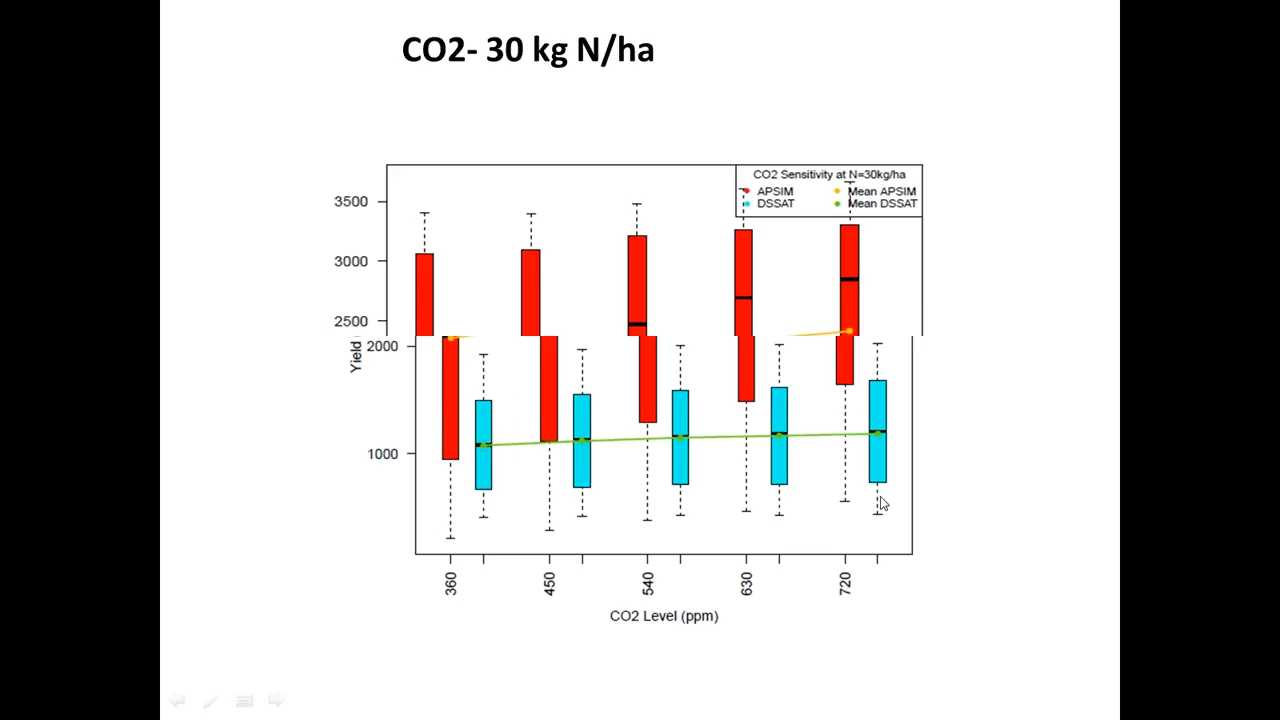 CO2- 30 kg N/ha
CO2 Sensitivity at N=30kg/ha
APSIM
Mean APSIM
DSSAT
Mean DSSAT
3500
3000
2500
2000
1000
Yield
360
450
540
630
720
CO2 Level (ppm)